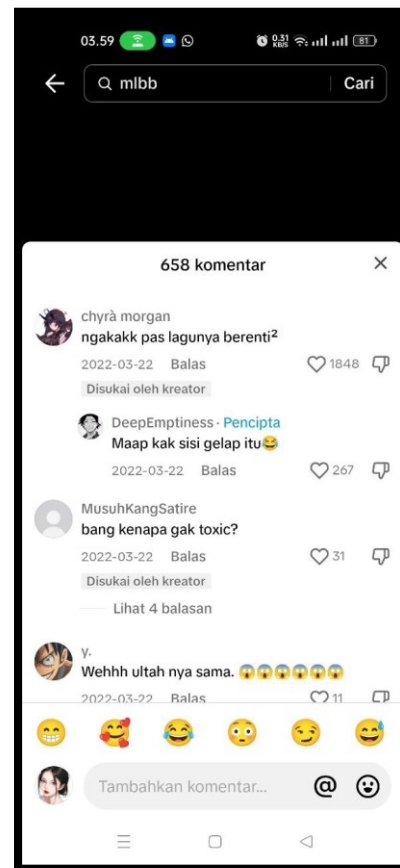 03.59 0.31 KB/S 81
mlbb Cari
658 komentar
chyrà morgan
ngakakk pas lagunya berenti²
2022-03-22 Balas 1848
Disukai oleh kreator
DeepEmptiness · Pencipta
Maap kak sisi gelap itu😂
2022-03-22 Balas 267
MusuhKangSatire
bang kenapa gak toxic?
2022-03-22 Balas 31
Disukai oleh kreator
Lihat 4 balasan
y.
Wehhh ultah nya sama. 😱😱😱😱😱😱
2022-03-22 Balas 11
Tambahkan komentar... @